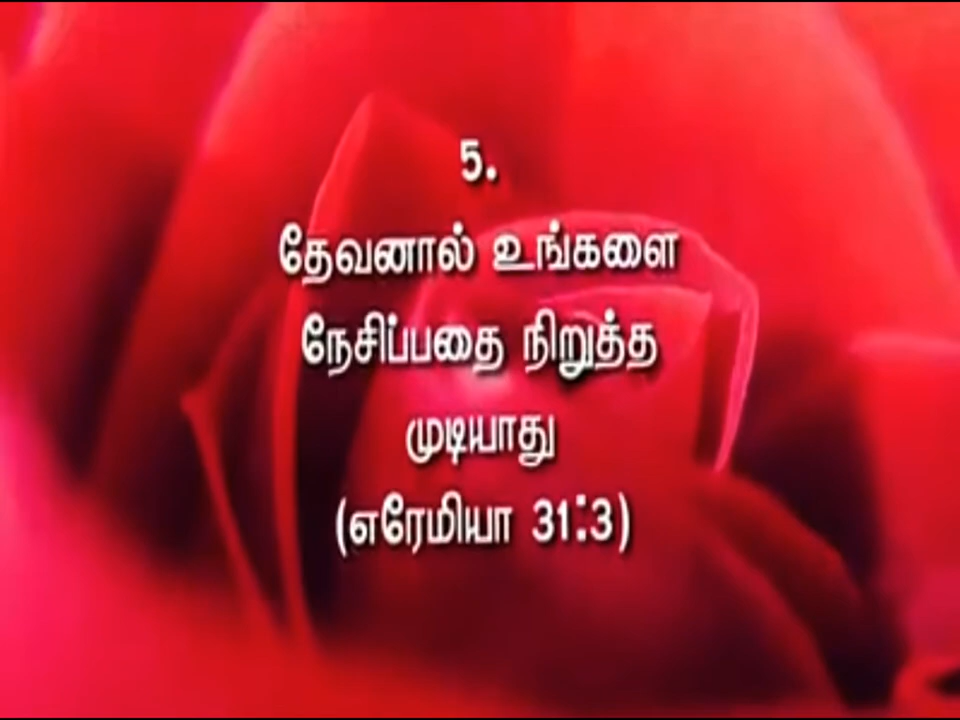 5.
தேவனால் உங்களை
நேசிப்பதை நிறுத்த
முடியாது
(எரேமியா 31:3)